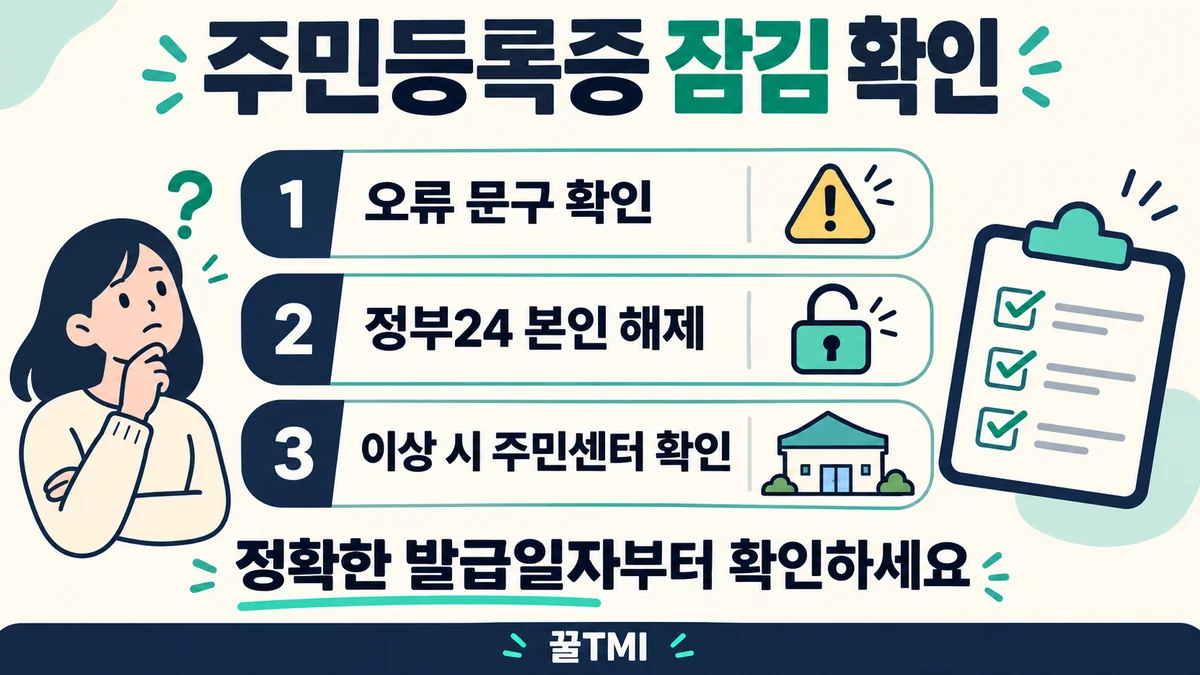 주민등록증 잠김 확인
?
1 오류 문구 확인
2 정부24 본인 해제
3 이상 시 주민센터 확인
정확한 발급일자부터 확인하세요
꿀TMI